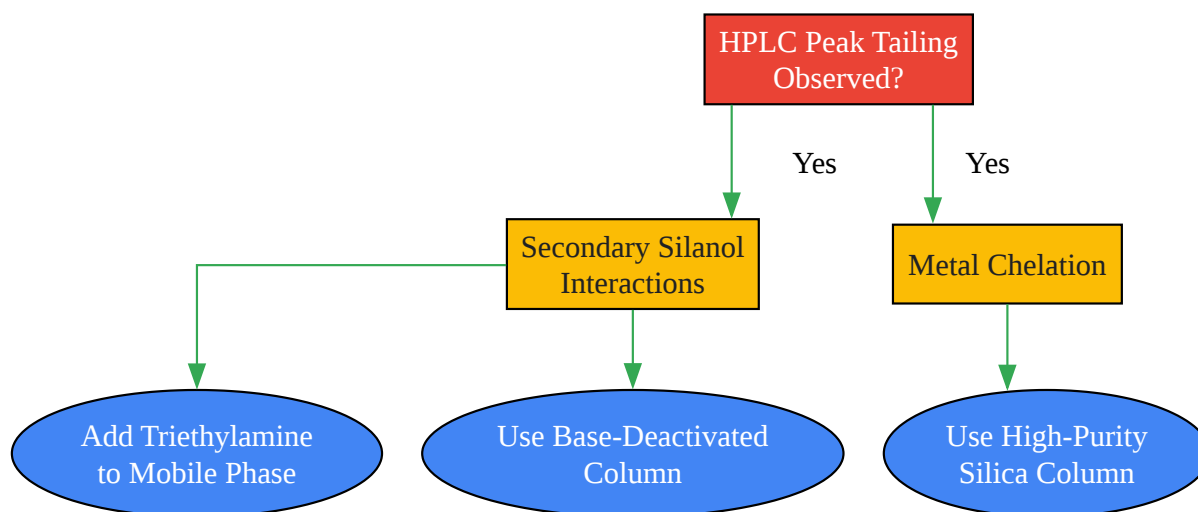 HPLC Peak Tailing
Observed?
Yes
Yes
Secondary Silanol
Interactions
Metal Chelation
Add Triethylamine
to Mobile Phase
Use Base-Deactivated
Column
Use High-Purity
Silica Column